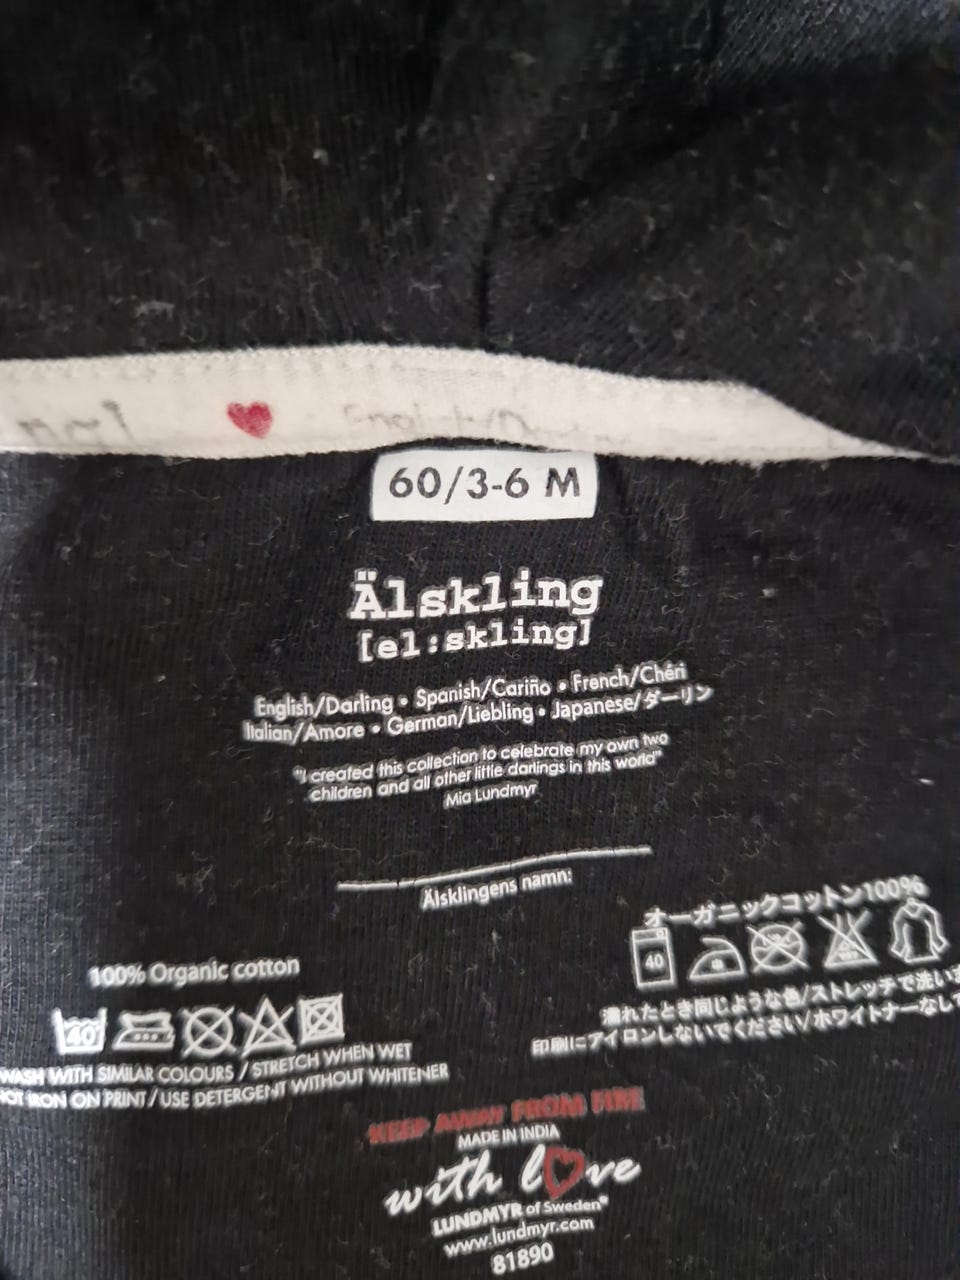 60/3-6 M
Älskling
[el:skling]
English/Darling • Spanish/Cariño • French/Chéri
Italian/Amore • German/Liebling • Japanese/ダーリン
"I created this collection to celebrate my own two
children and all other little darlings in this world"
Mia Lundmyr
Älsklingens namn:
100% Organic cotton
40
WASH WITH SIMILAR COLOURS / STRETCH WHEN WET
NOT IRON ON PRINT / USE DETERGENT WITHOUT WHITENER
オーガニックコットン100%
40
濡れたとき同じような色/ストレッチで洗い
印刷にアイロンしないでください/ホワイトナーなして
KEEP AWAY FROM FIRE
MADE IN INDIA
with love
LUNDMYR of Sweden®
www.lundmyr.com
81890